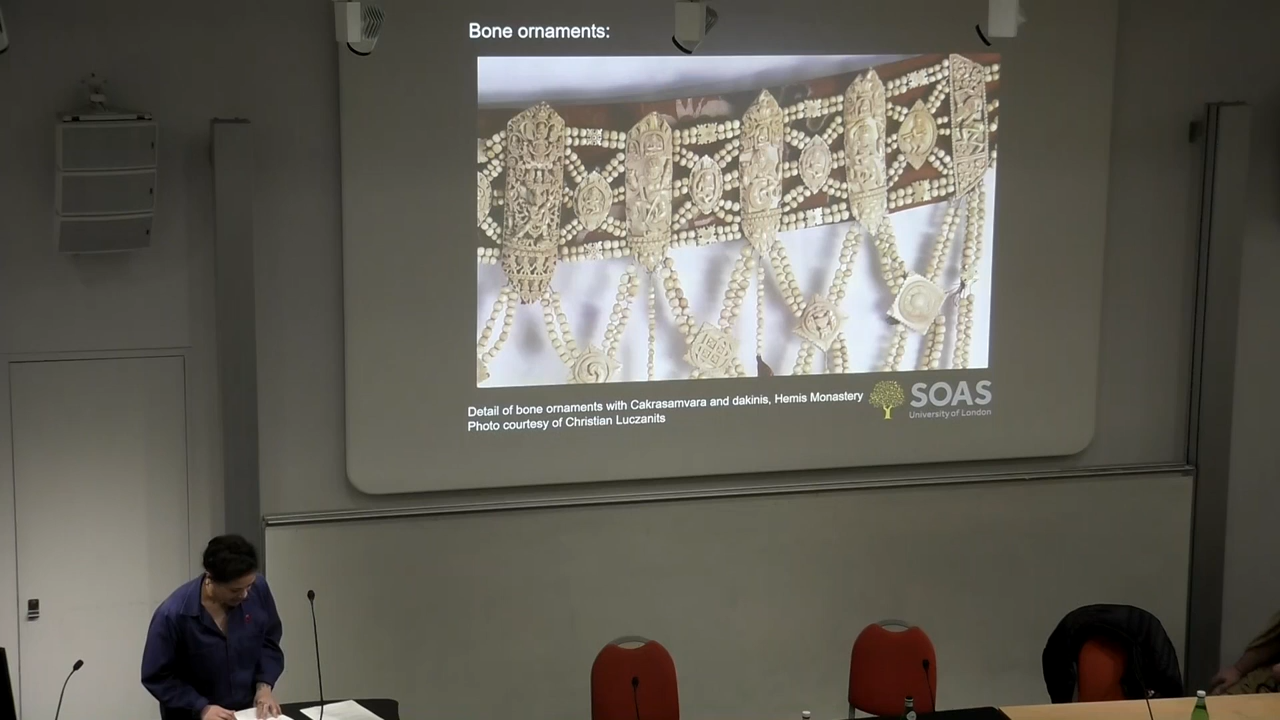 Bone ornaments:
Detail of bone ornaments with Cakrasamvara and dakinis, Hemis Monastery
Photo courtesy of Christian Luczanits
SOAS
University of London